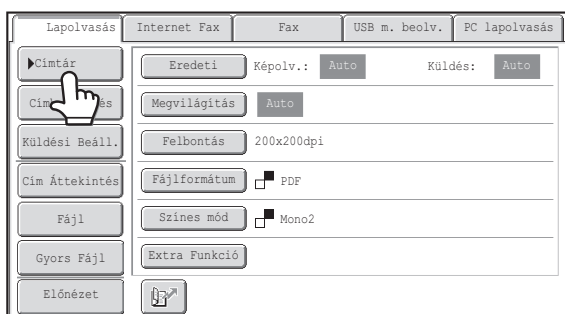 Lapolvasás Internet Fax Fax USB m. beolv. PC lapolvasás
Címtár
Eredeti Képolv.: Auto Küldés: Auto
Megvilágítás Auto
Küldési Beáll. Felbontás 200x200dpi
Cím Áttekintés Fájlformátum PDF
Fájl Színes mód Mono2
Gyors Fájl Extra Funkció
Előnézet